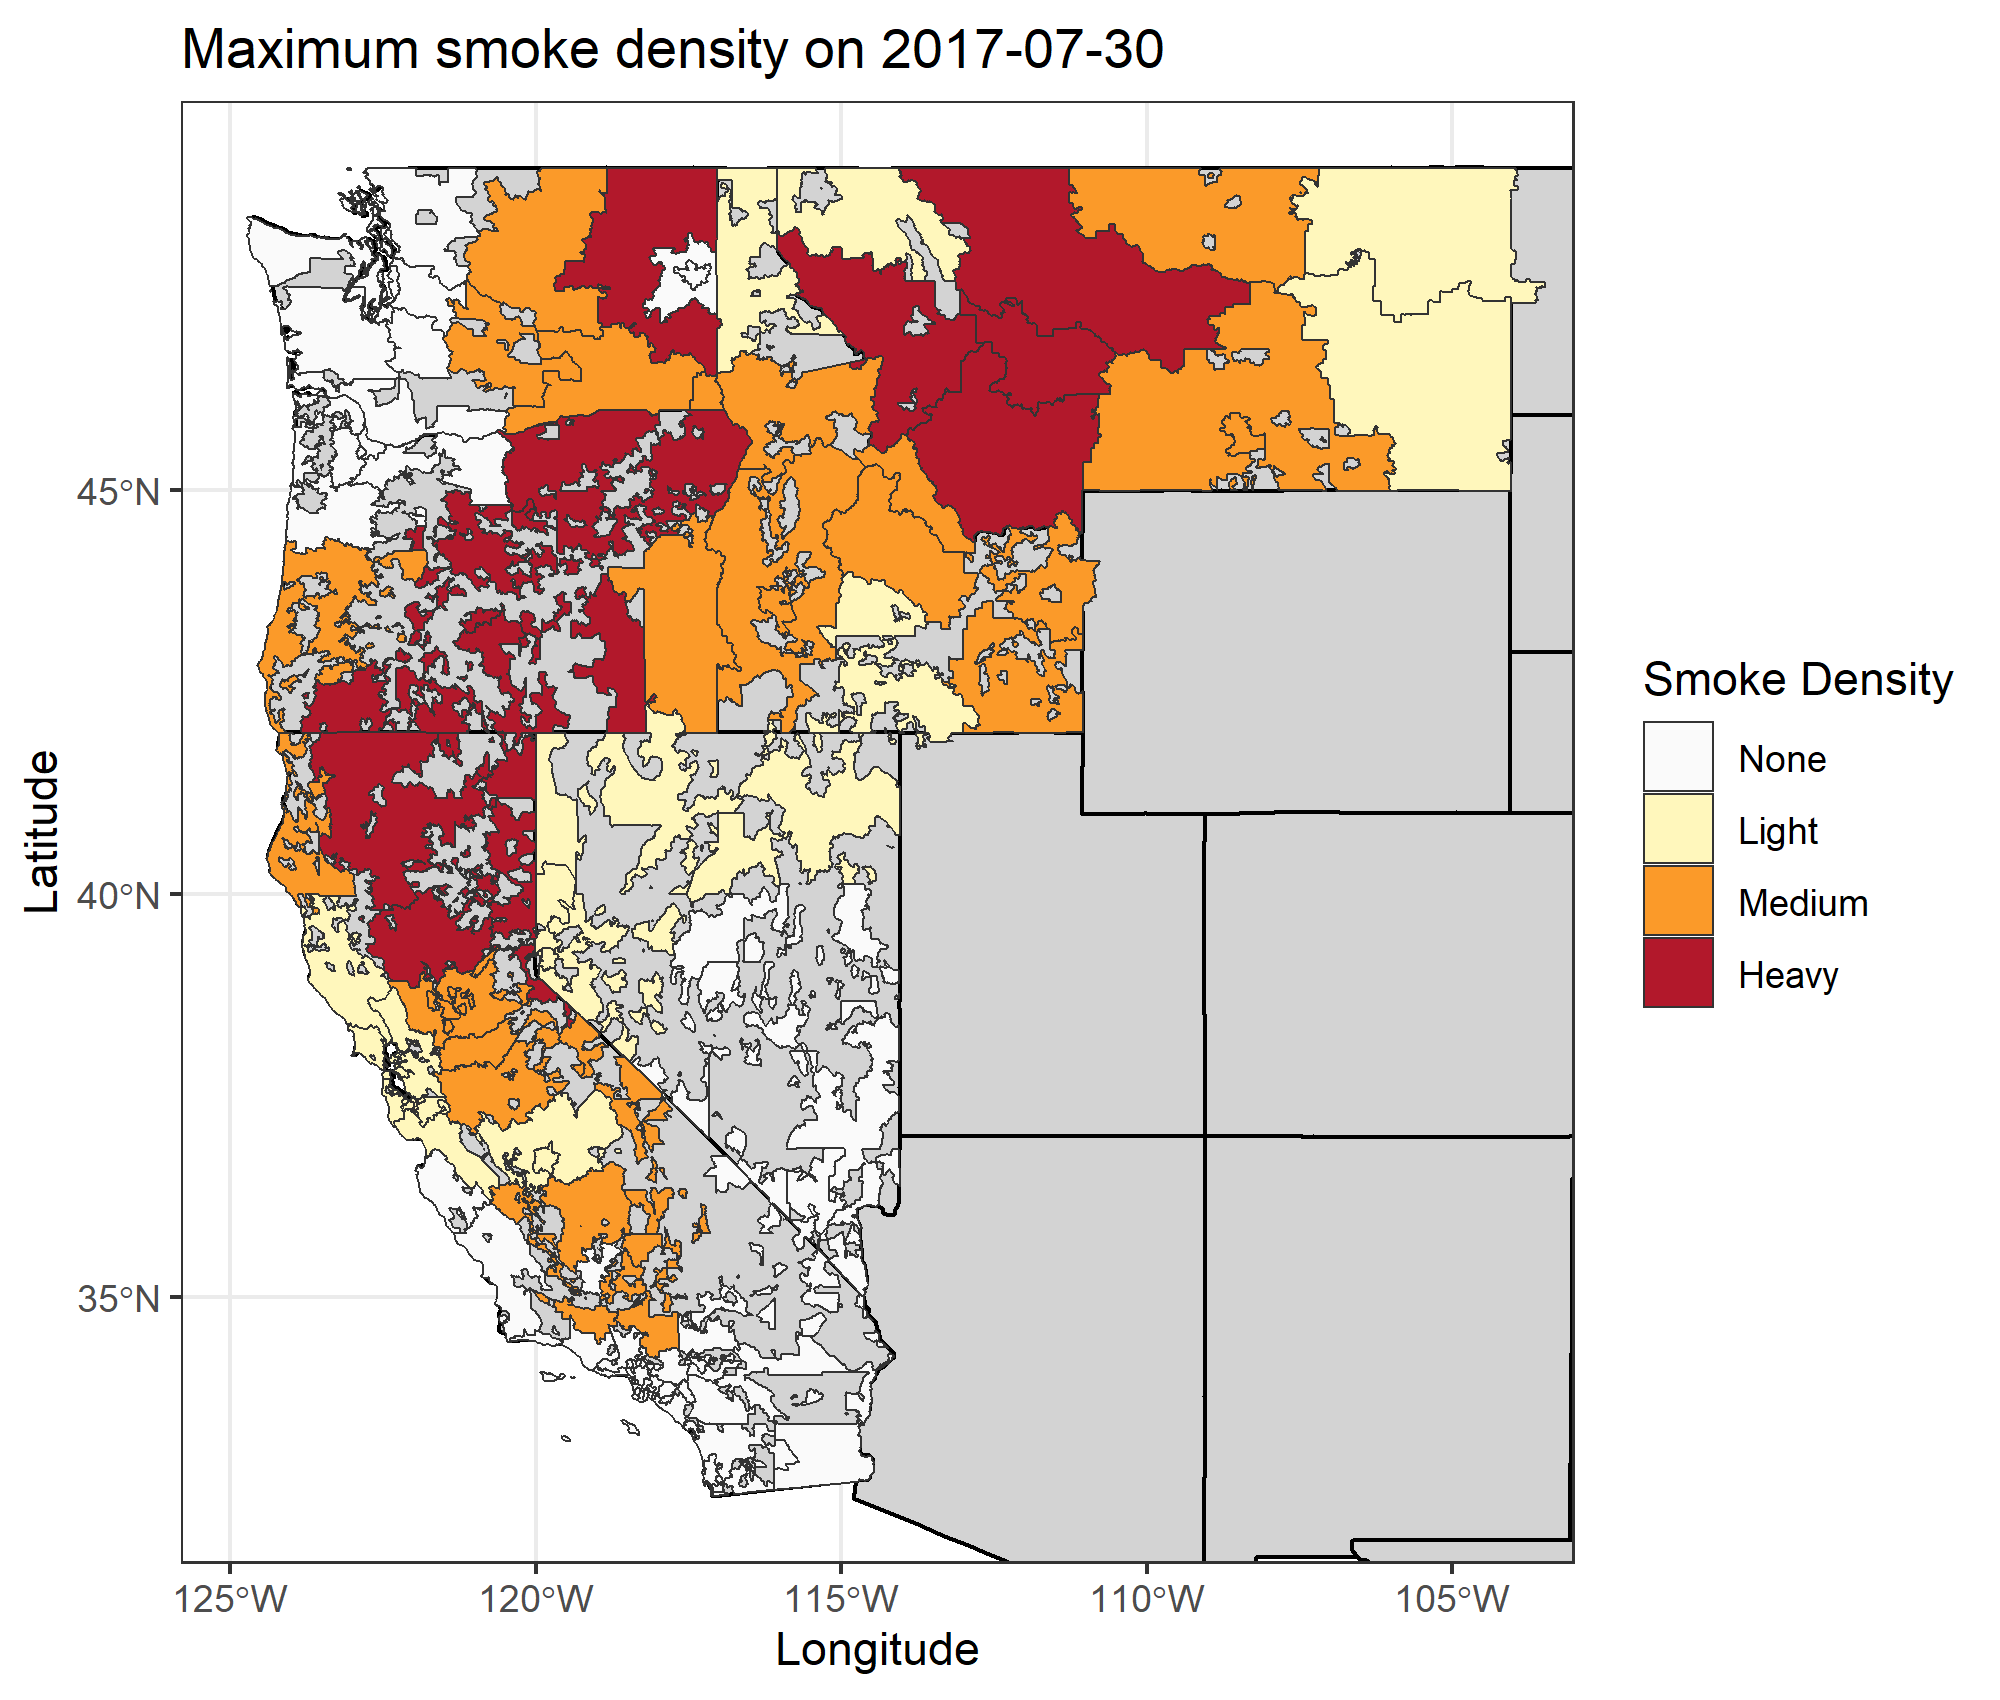 Maximum smoke density on 2017-07-30
45°N
40°N
35°N
Latitude
125°W 120°W 115°W 110°W 105°W
Longitude
Smoke Density
None
Light
Medium
Heavy